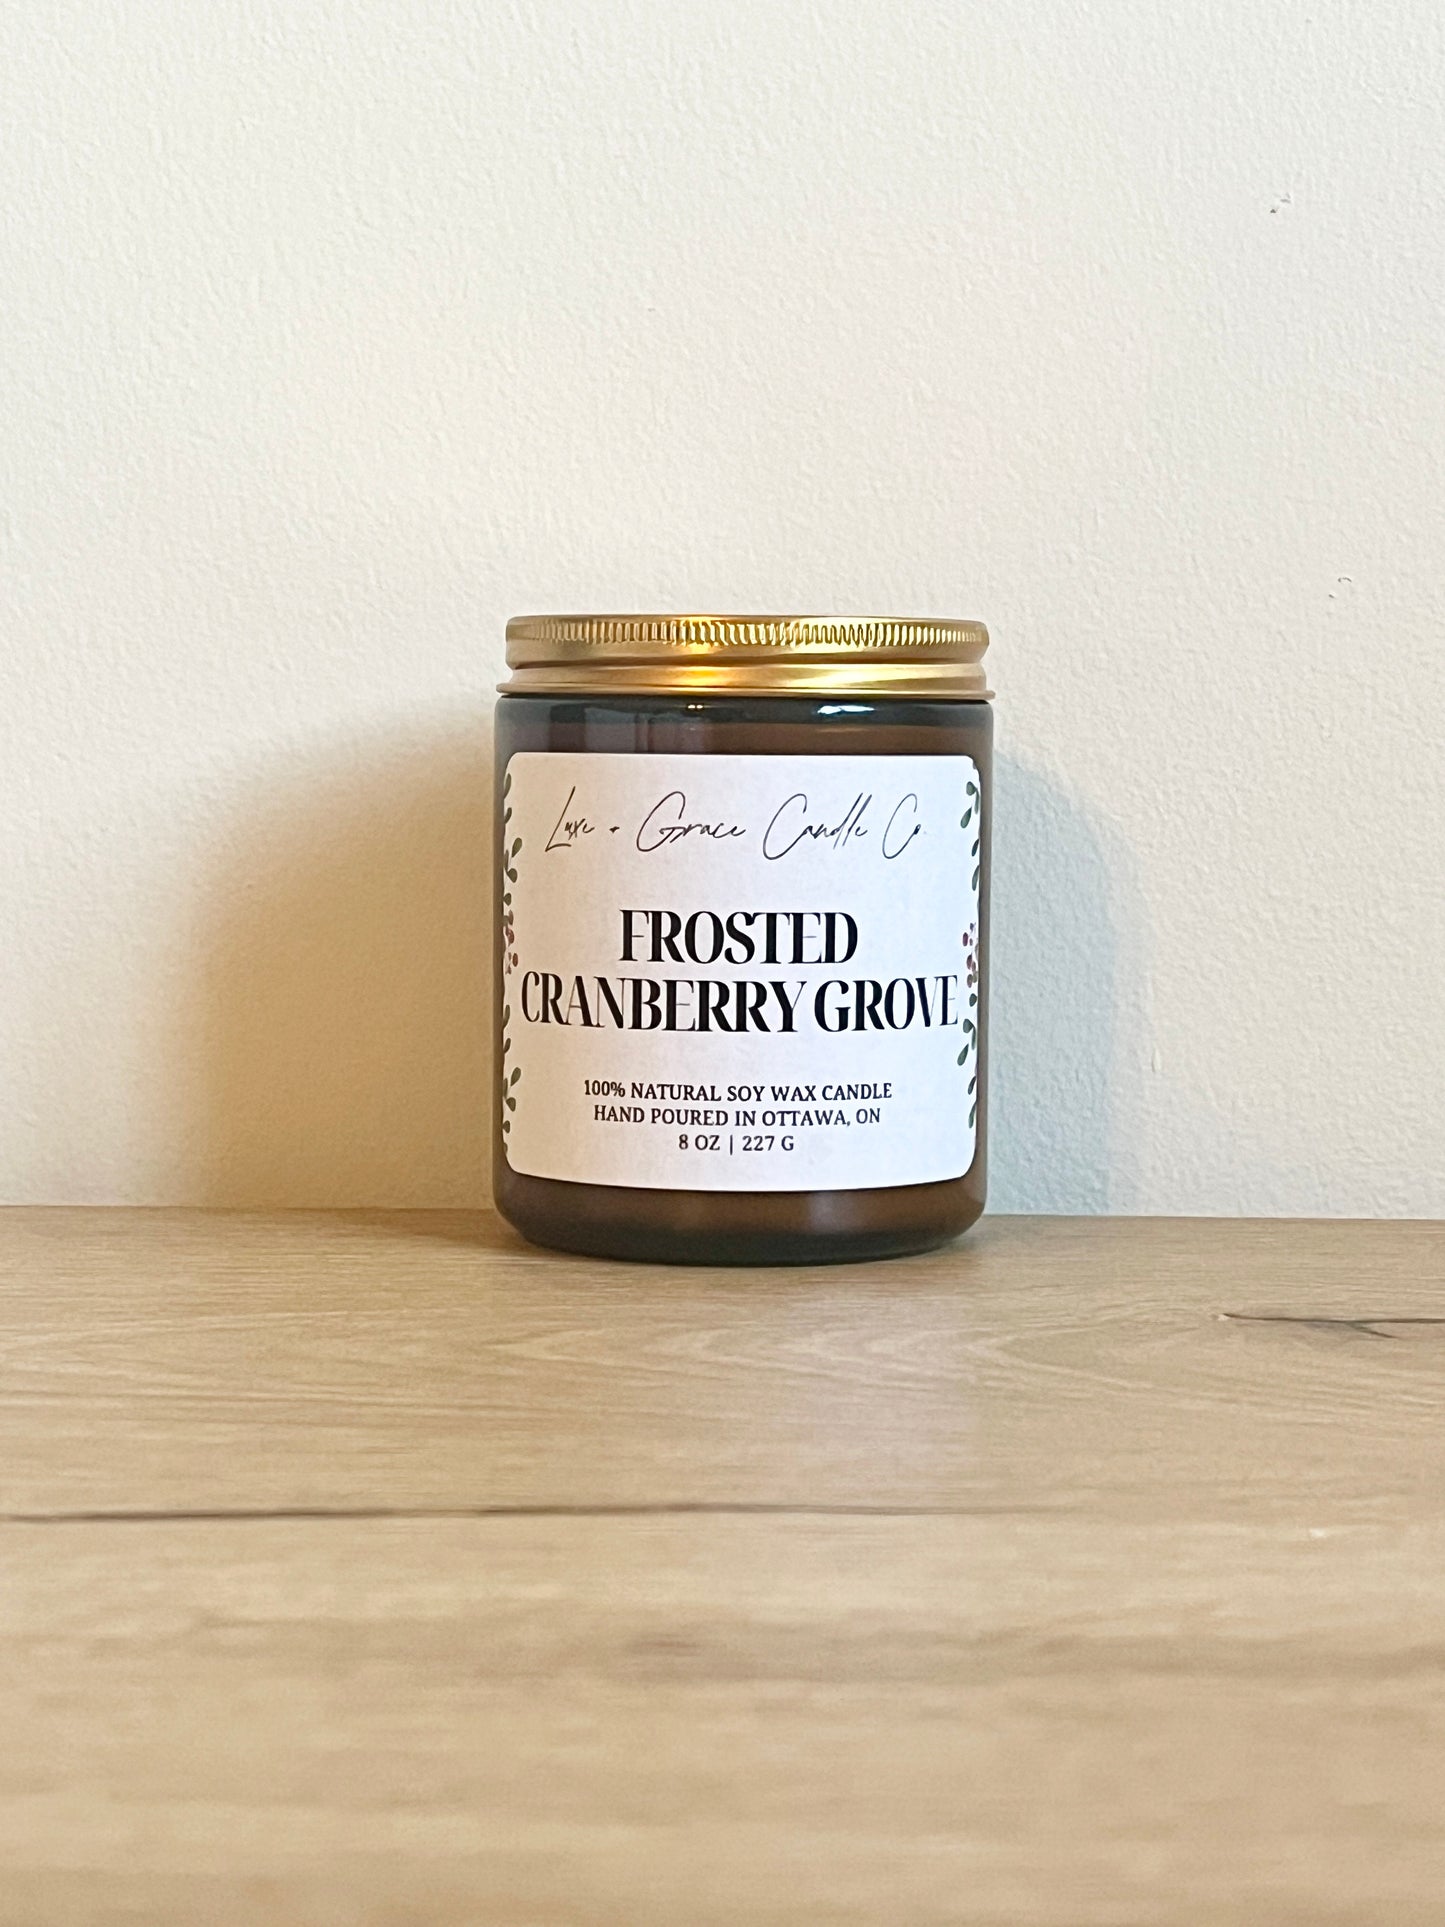 Luxe + Grace Candle Co.
FROSTED
CRANBERRY GROVE
100% NATURAL SOY WAX CANDLE
HAND POURED IN OTTAWA, ON
8 OZ | 227 G